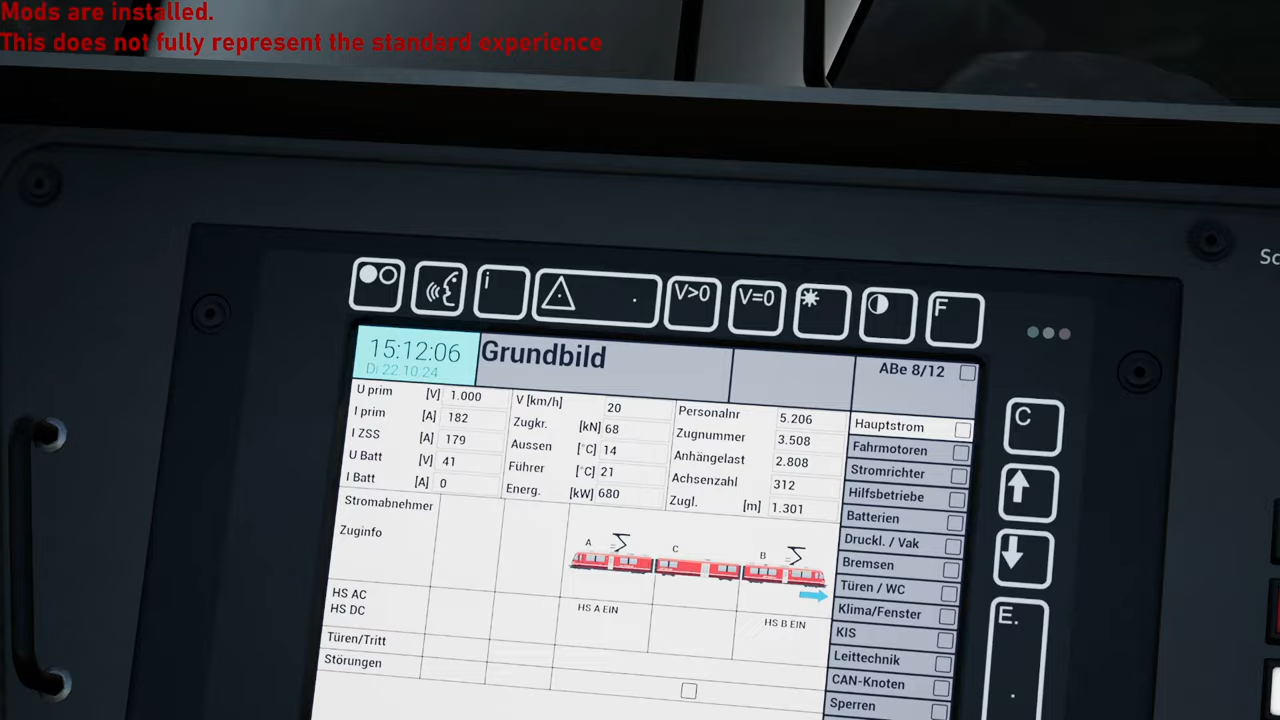 Mods are installed.
This does not fully represent the standard experience
i
V>0
V=0
F
15:12:06
Di 22.10.24
Grundbild
ABe 8/12
U prim [V] 1.000
I prim [A] 182
I ZSS [A] 179
U Batt [V] 41
I Batt [A] 0
V [km/h] 20
Zugkr. [kN] 68
Aussen [°C] 14
Führer [°C] 21
Energ. [kW] 680
Personalnr 5.206
Zugnummer 3.508
Anhängelast 2.808
Achsenzahl 312
Zugl. [m] 1.301
Hauptstrom
Fahrmotoren
Stromrichter
Hilfsbetriebe
Batterien
Druckl. / Vak
Bremsen
Türen / WC
Klima/Fenster
KIS
Leittechnik
CAN-Knoten
Sperren
Stromabnehmer
Zuginfo
A C B
HS AC
HS DC
HS A EIN
HS B EIN
Türen/Tritt
Störungen
C
E.